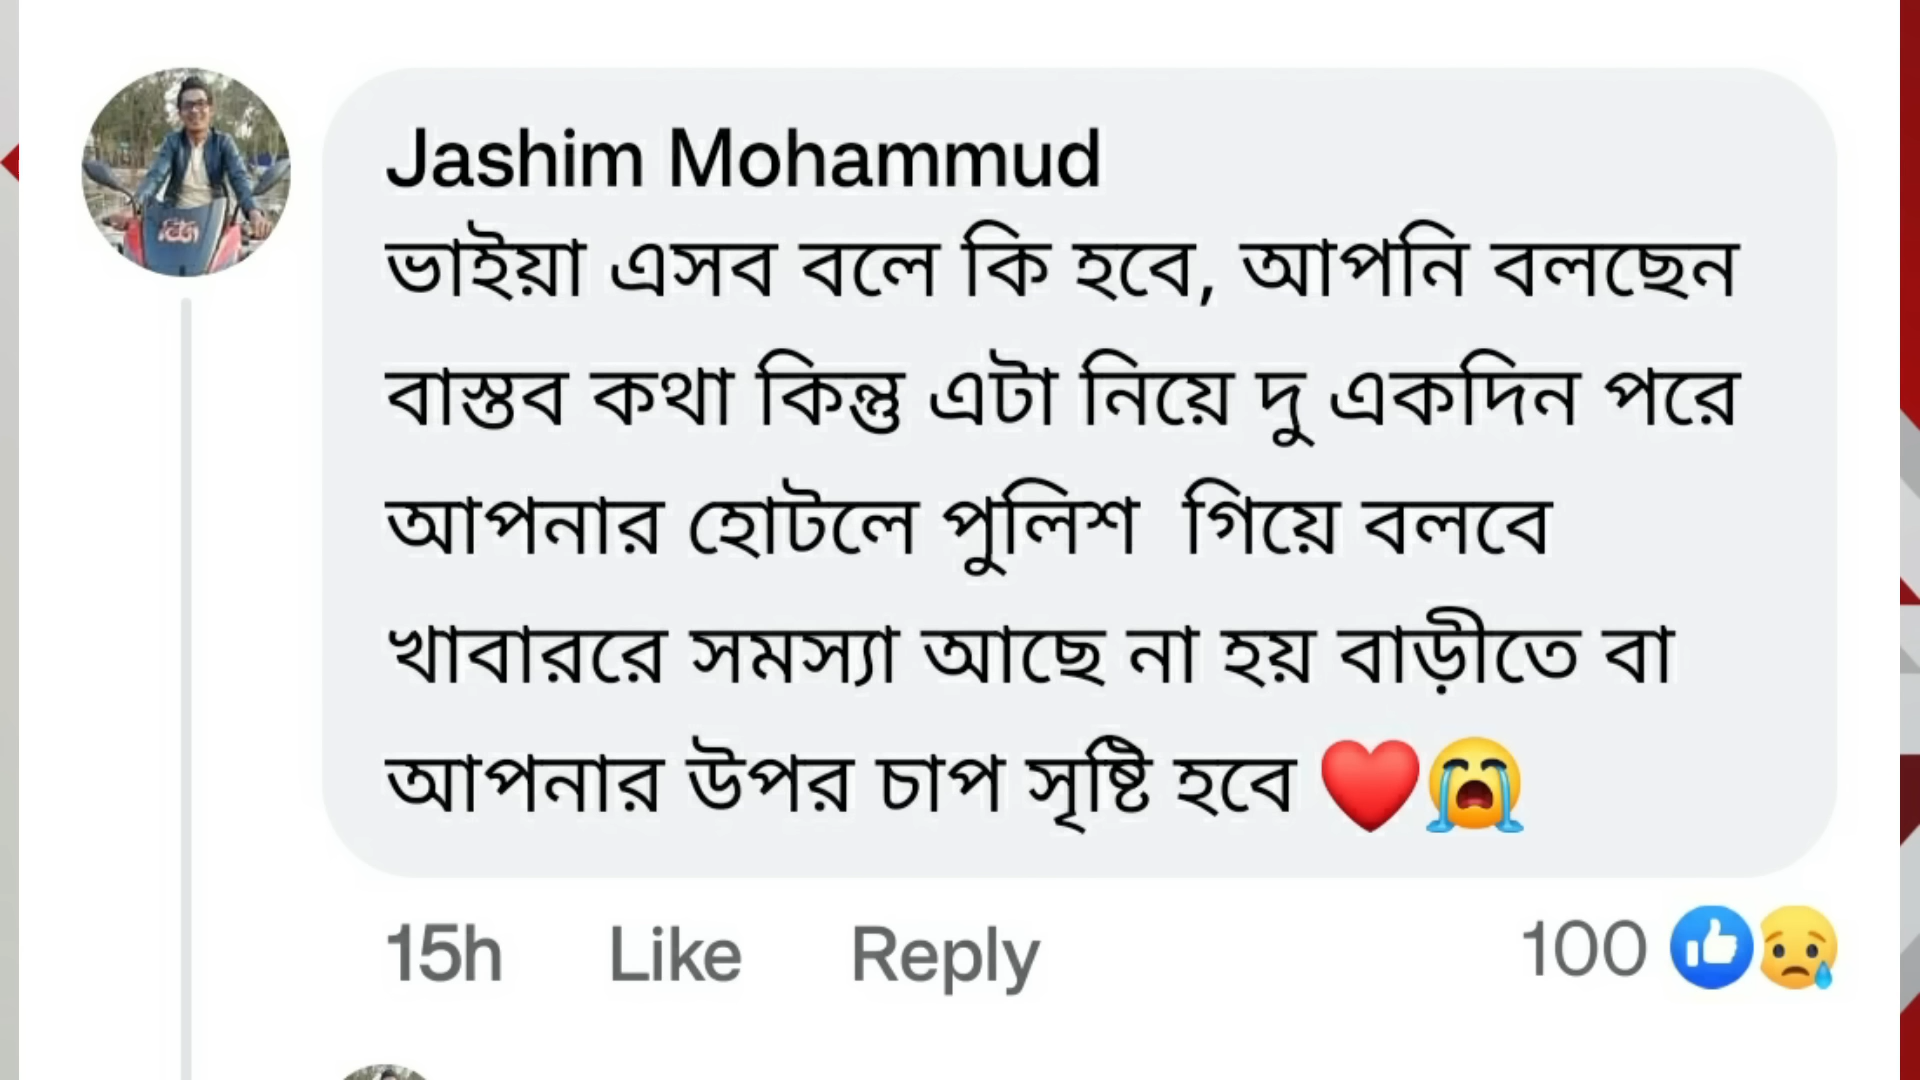 Jashim Mohammud
ভাইয়া এসব বলে কি হবে, আপনি বলছেন
বাস্তব কথা কিন্তু এটা নিয়ে দু একদিন পরে
আপনার হোটলে পুলিশ  গিয়ে বলবে
খাবাররে সমস্যা আছে না হয় বাড়ীতে বা
আপনার উপর চাপ সৃষ্টি হবে ❤️😭
15h Like Reply 100